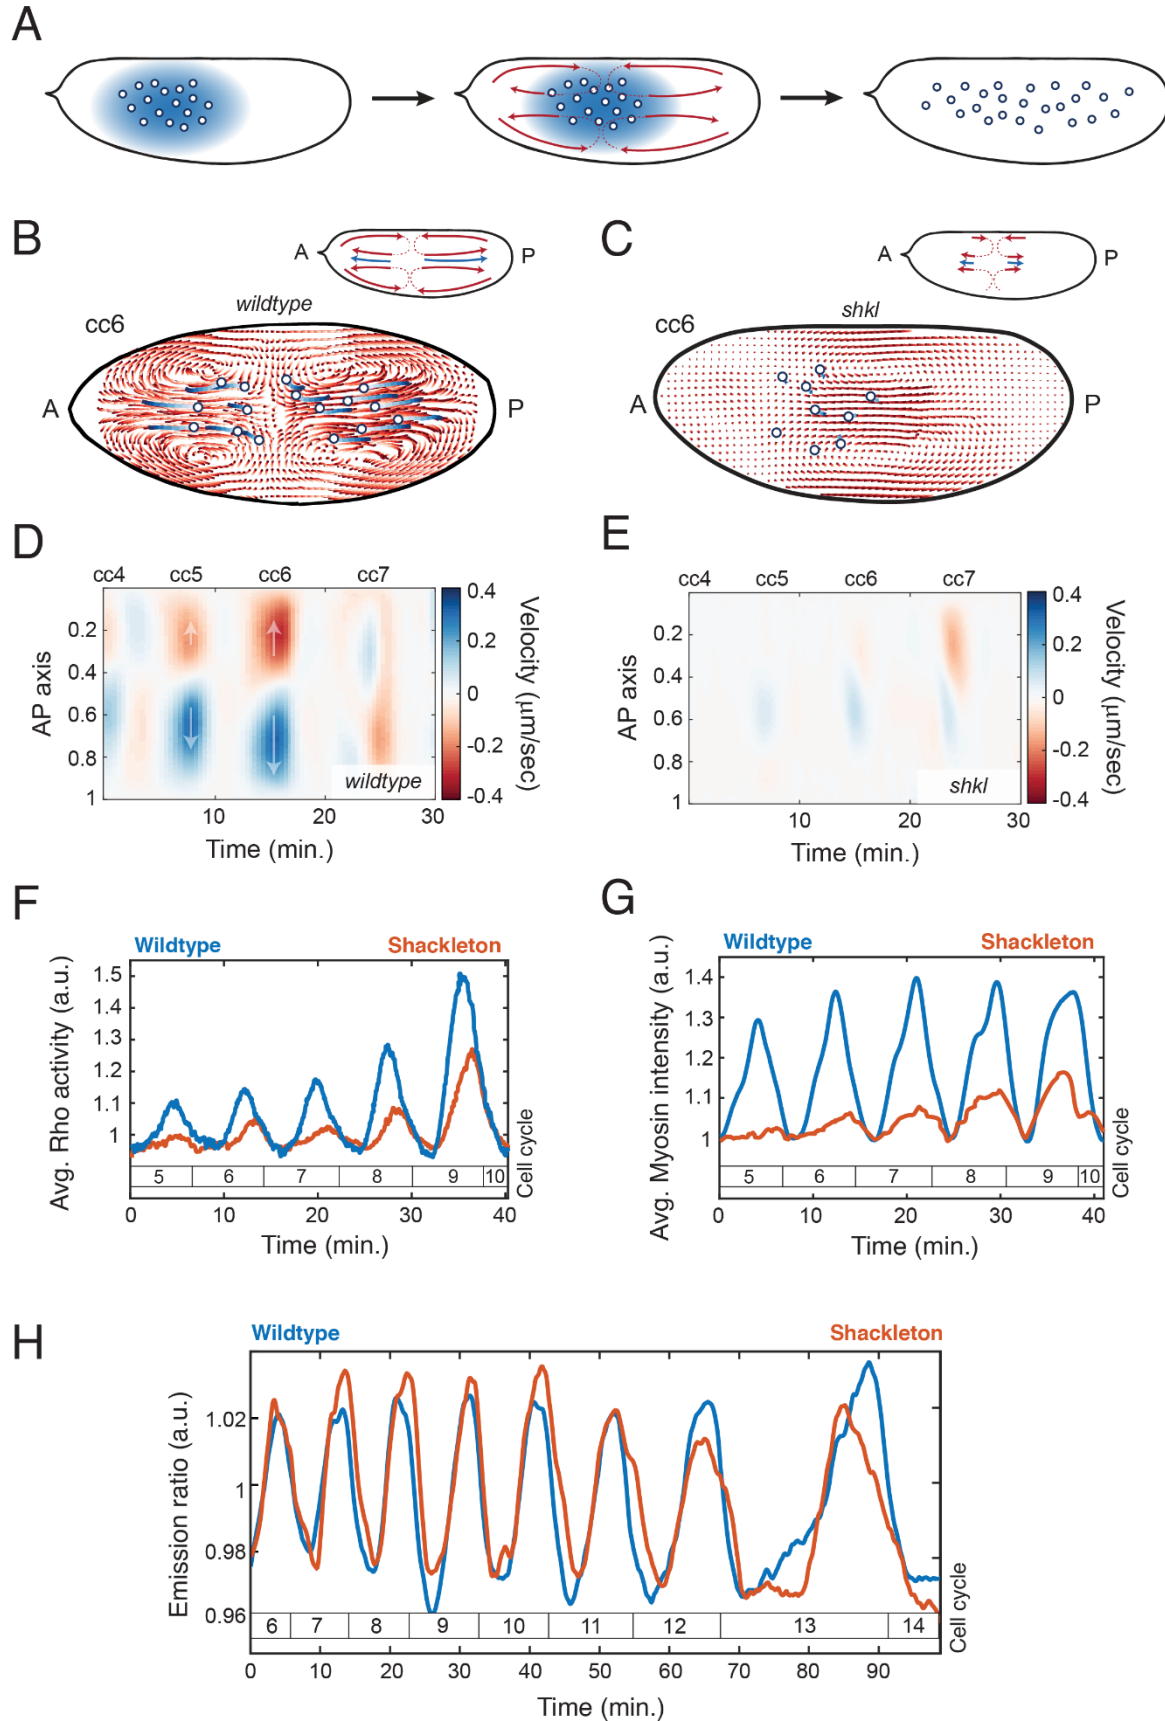 A
B
A
P
wildtype
cc6
A
P
C
A
P
shkl
cc6
A
P
D
cc4 cc5 cc6 cc7
0.2
0.4
0.6
0.8
1
AP axis
10 20 30
Time (min.)
wildtype
0.4
0.2
0
-0.2
-0.4
Velocity (μm/sec)
E
cc4 cc5 cc6 cc7
0.2
0.4
0.6
0.8
1
AP axis
10 20 30
Time (min.)
shkl
0.4
0.2
0
-0.2
-0.4
Velocity (μm/sec)
F
Wildtype Shackleton
1.5
1.4
1.3
1.2
1.1
1
Avg. Rho activity (a.u.)
5 6 7 8 9 10
Cell cycle
0 10 20 30 40
Time (min.)
G
Wildtype Shackleton
1.4
1.3
1.2
1.1
1
Avg. Myosin intensity (a.u.)
5 6 7 8 9 10
Cell cycle
0 10 20 30 40
Time (min.)
H
Wildtype Shackleton
1.02
1
0.98
0.96
Emission ratio (a.u.)
6 7 8 9 10 11 12 13 14
Cell cycle
0 10 20 30 40 50 60 70 80 90
Time (min.)